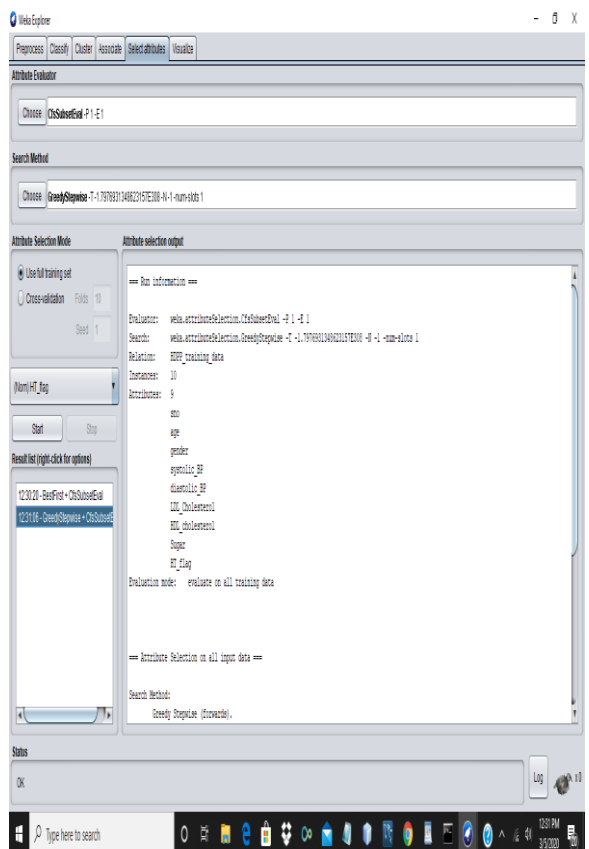 Weka Explorer
Preprocess Classify Cluster Associate Select attributes Visualize
Attribute Evaluator
Choose CfsSubsetEval -P 1 -E 1
Search Method
Choose GreedyStepwise -T -1.7976931348623157E308 -N -1 -num-slots 1
Attribute Selection Mode
Use full training set
Cross-validation Folds 10
Seed 1
(Nom) HT_flag
Start Stop
Result list (right-click for options)
12:30:20 - BestFirst + CfsSubsetEval
12:31:06 - GreedyStepwise + CfsSubsetE
Attribute selection output
=== Run information ===
Evaluator: weka.attributeSelection.CfsSubsetEval -P 1 -E 1
Search: weka.attributeSelection.GreedyStepwise -T -1.7976931348623157E308 -N -1 -num-slots 1
Relation: HDPP_training_data
Instances: 10
Attributes: 9
sno
age
gender
systolic_BP
diastolic_BP
LDL_Cholesterol
HDL_cholesterol
Sugar
HT_flag
Evaluation mode: evaluate on all training data
=== Attribute Selection on all input data ===
Search Method:
Greedy Stepwise (forwards).
Status
OK
Log x 0
Type here to search
12:31 PM
3/5/2020